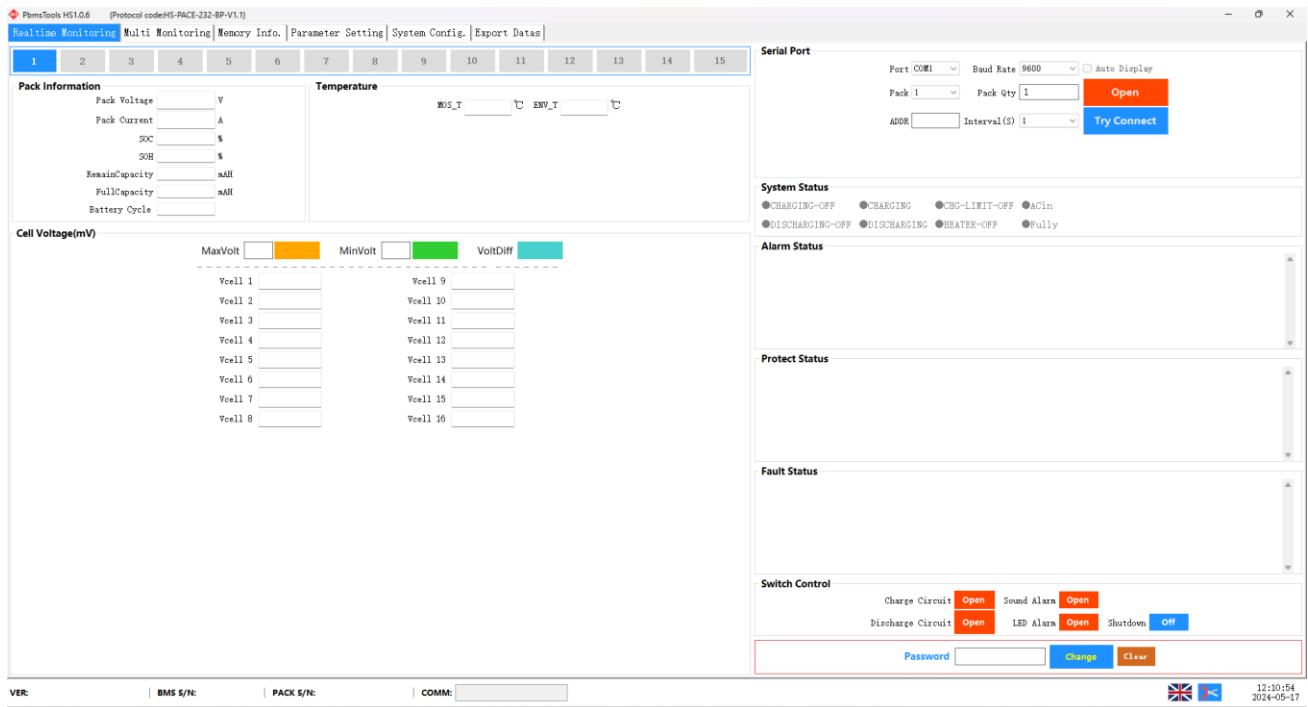 PbmsTools HS1.0.6 (Protocol code:HS-PACE-232-BP-V1.1)
Realtime Monitoring Multi Monitoring Memory Info. Parameter Setting System Config. Export Datas
1 2 3 4 5 6 7 8 9 10 11 12 13 14 15
Pack Information
Pack Voltage V
Pack Current A
SOC %
SOH %
RemainCapacity mAH
FullCapacity mAH
Battery Cycle
Temperature
MOS_T ℃ ENV_T ℃
Cell Voltage(mV)
MaxVolt MinVolt VoltDiff
Vcell 1 Vcell 9
Vcell 2 Vcell 10
Vcell 3 Vcell 11
Vcell 4 Vcell 12
Vcell 5 Vcell 13
Vcell 6 Vcell 14
Vcell 7 Vcell 15
Vcell 8 Vcell 16
Serial Port
Port COM1 Baud Rate 9600 Auto Display
Pack 1 Pack Qty 1 Open
ADDR Interval(S) 1 Try Connect
System Status
CHARGING-OFF CHARGING CHG-LIMIT-OFF ACin
DISCHARGING-OFF DISCHARGING HEATER-OFF Fully
Alarm Status
Protect Status
Fault Status
Switch Control
Charge Circuit Open Sound Alarm Open
Discharge Circuit Open LED Alarm Open Shutdown Off
Password Change Clear
VER: BMS S/N: PACK S/N: COMM:
12:10:54
2024-05-17